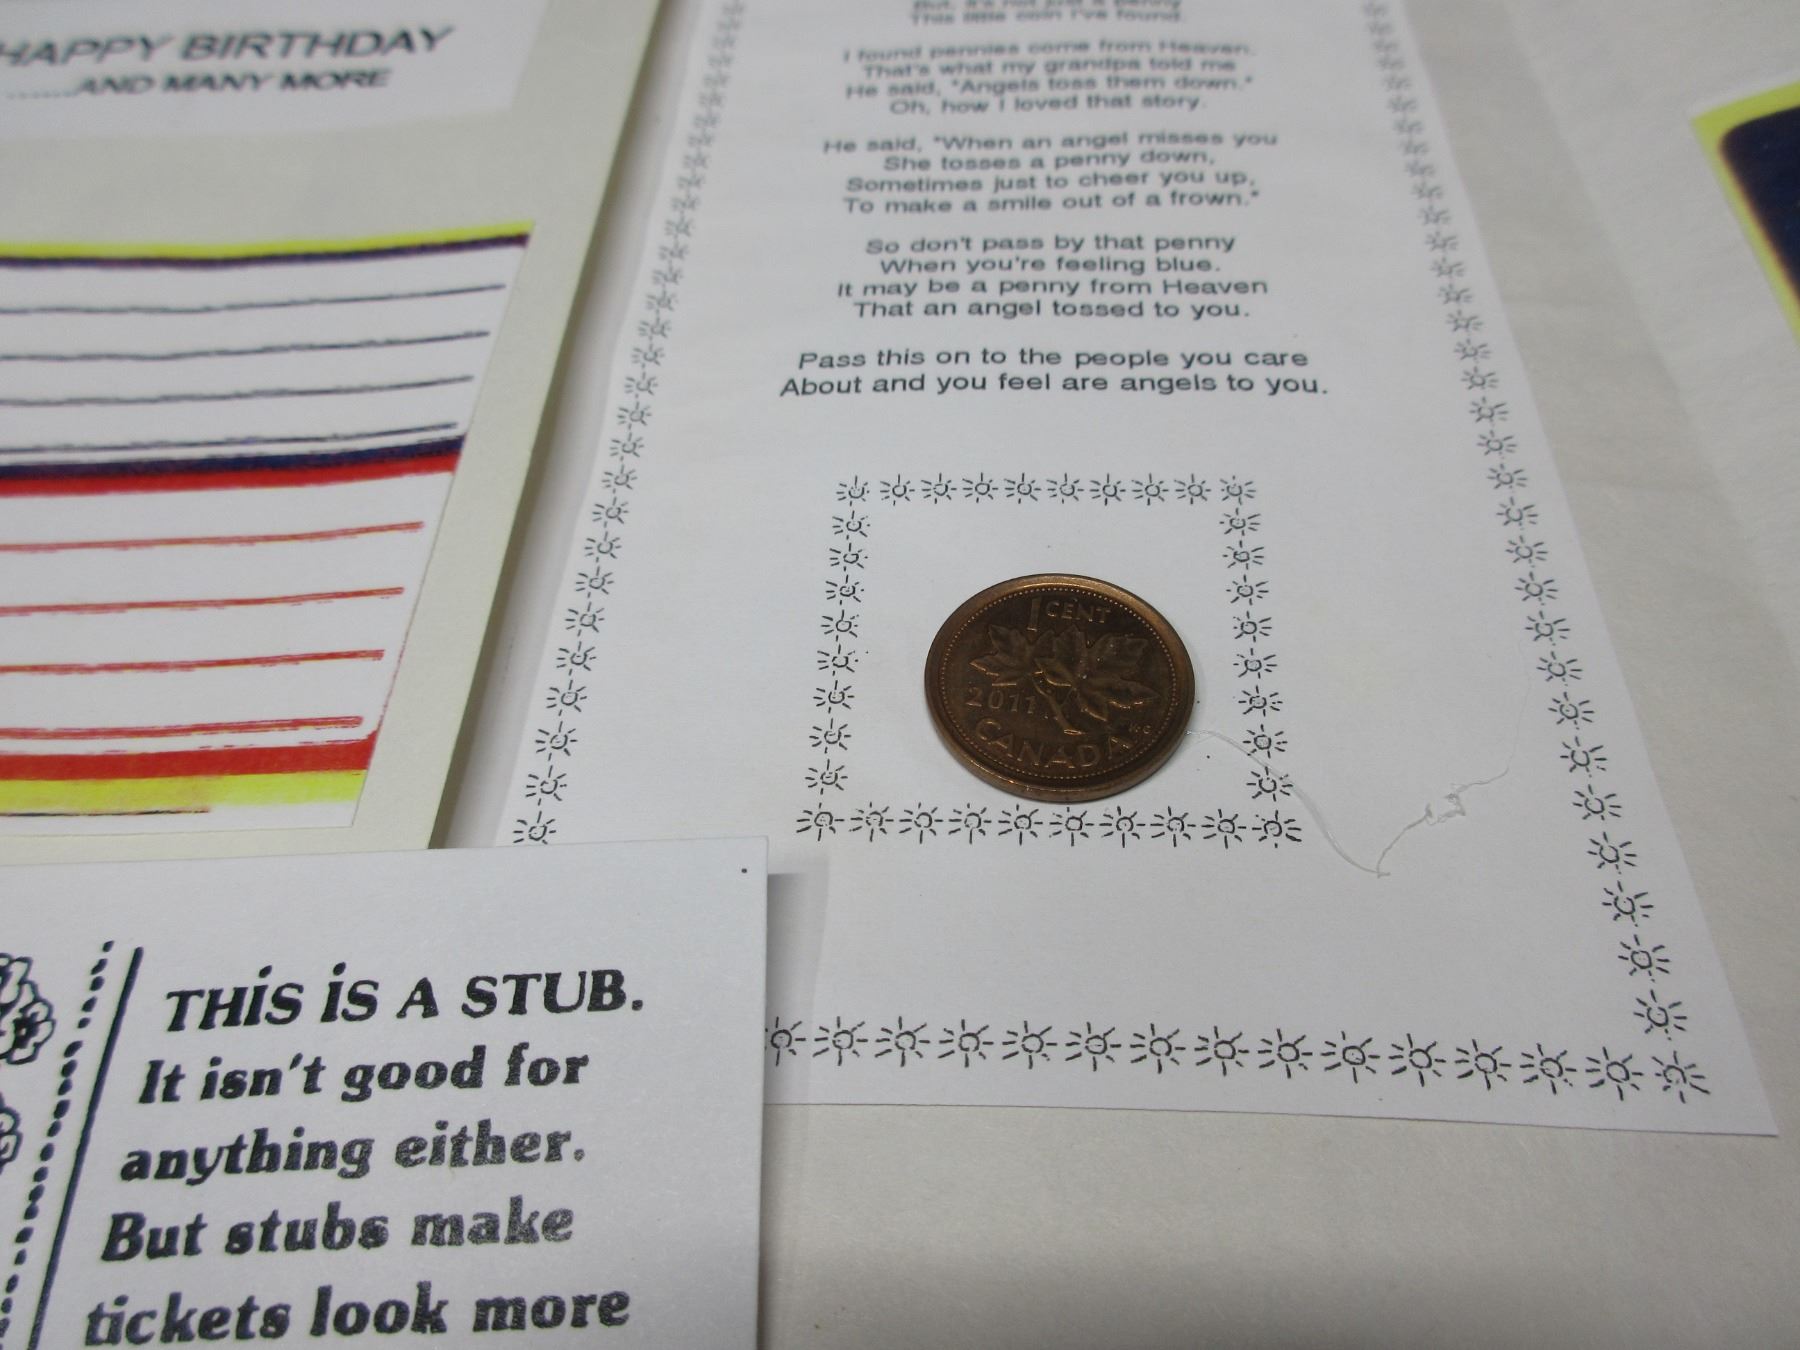 HAPPY BIRTHDAY
......AND MANY MORE
But, it's not just a penny
This little coin I've found.
I found pennies come from Heaven.
That's what my grandpa told me
He said, "Angels toss them down."
Oh, how I loved that story.
He said, "When an angel misses you
She tosses a penny down,
Sometimes just to cheer you up,
To make a smile out of a frown."
So don't pass by that penny
When you're feeling blue.
It may be a penny from Heaven
That an angel tossed to you.
Pass this on to the people you care
About and you feel are angels to you.
1 CENT
2011
CANADA
THIS IS A STUB.
It isn't good for
anything either.
But stubs make
tickets look more